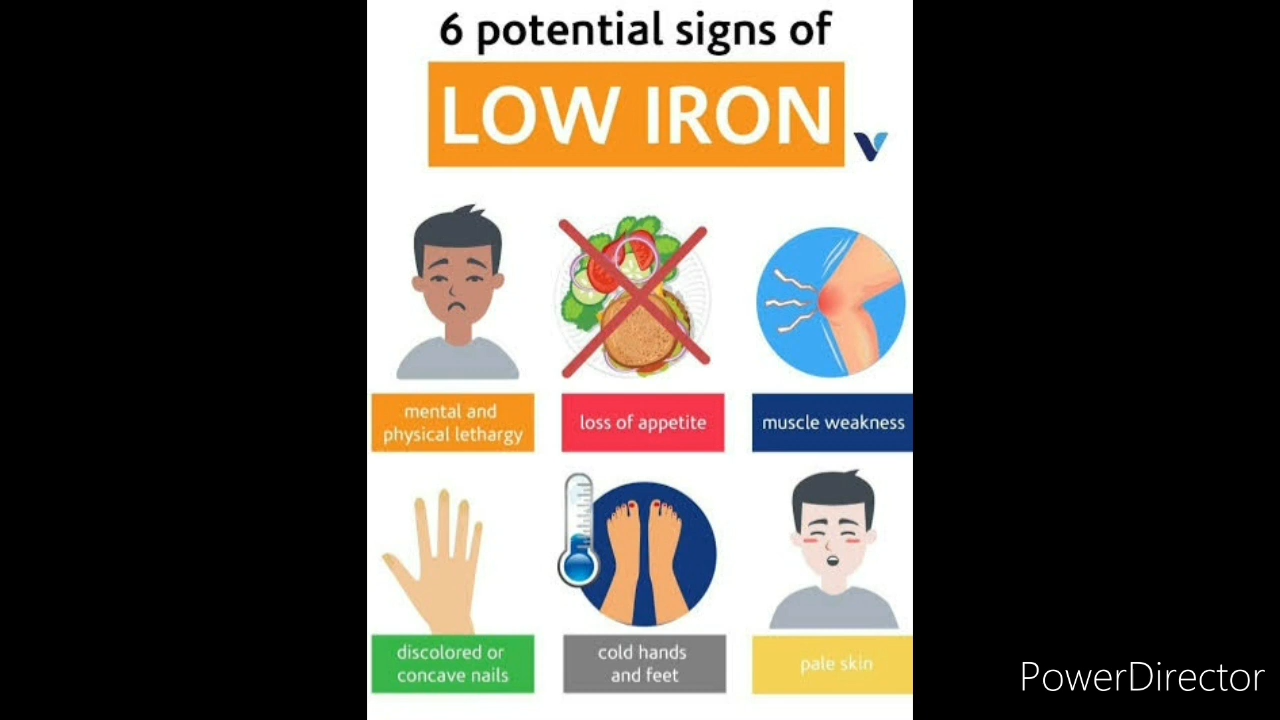 6 potential signs of
LOW IRON
mental and
physical lethargy
loss of appetite
muscle weakness
discolored or
concave nails
cold hands
and feet
pale skin
PowerDirector